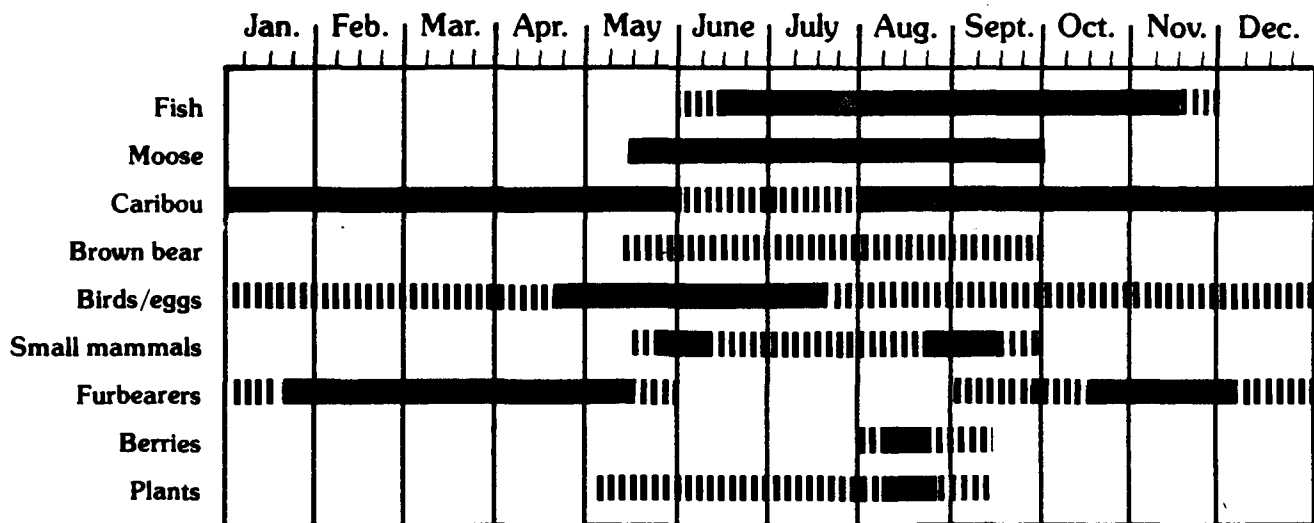 Jan. Feb. Mar. Apr. May June July Aug. Sept. Oct. Nov. Dec.
Fish
Moose
Caribou
Brown bear
Birds/eggs
Small mammals
Furbearers
Berries
Plants